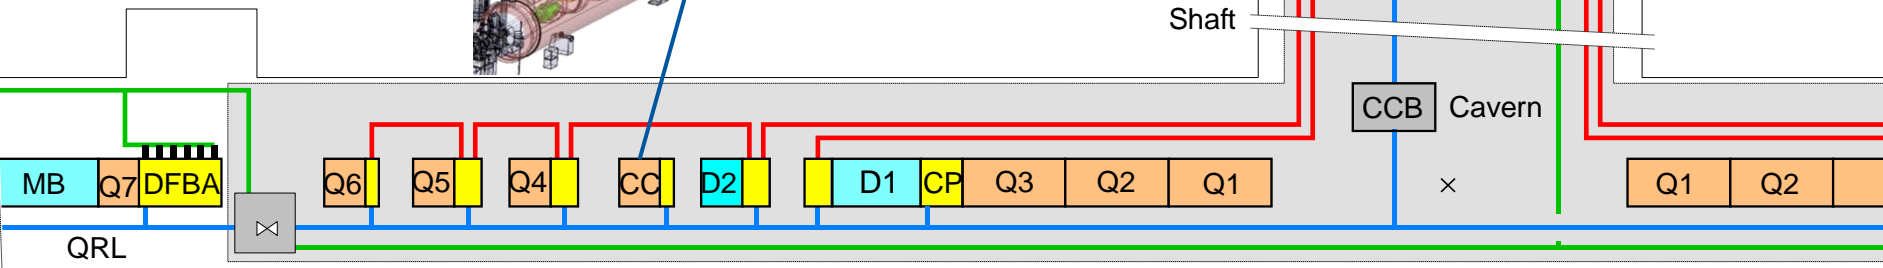 Shaft
CCB Cavern
MB Q7 DFBA Q6 Q5 Q4 CC D2 D1 CP Q3 Q2 Q1 Q1 Q2
QRL